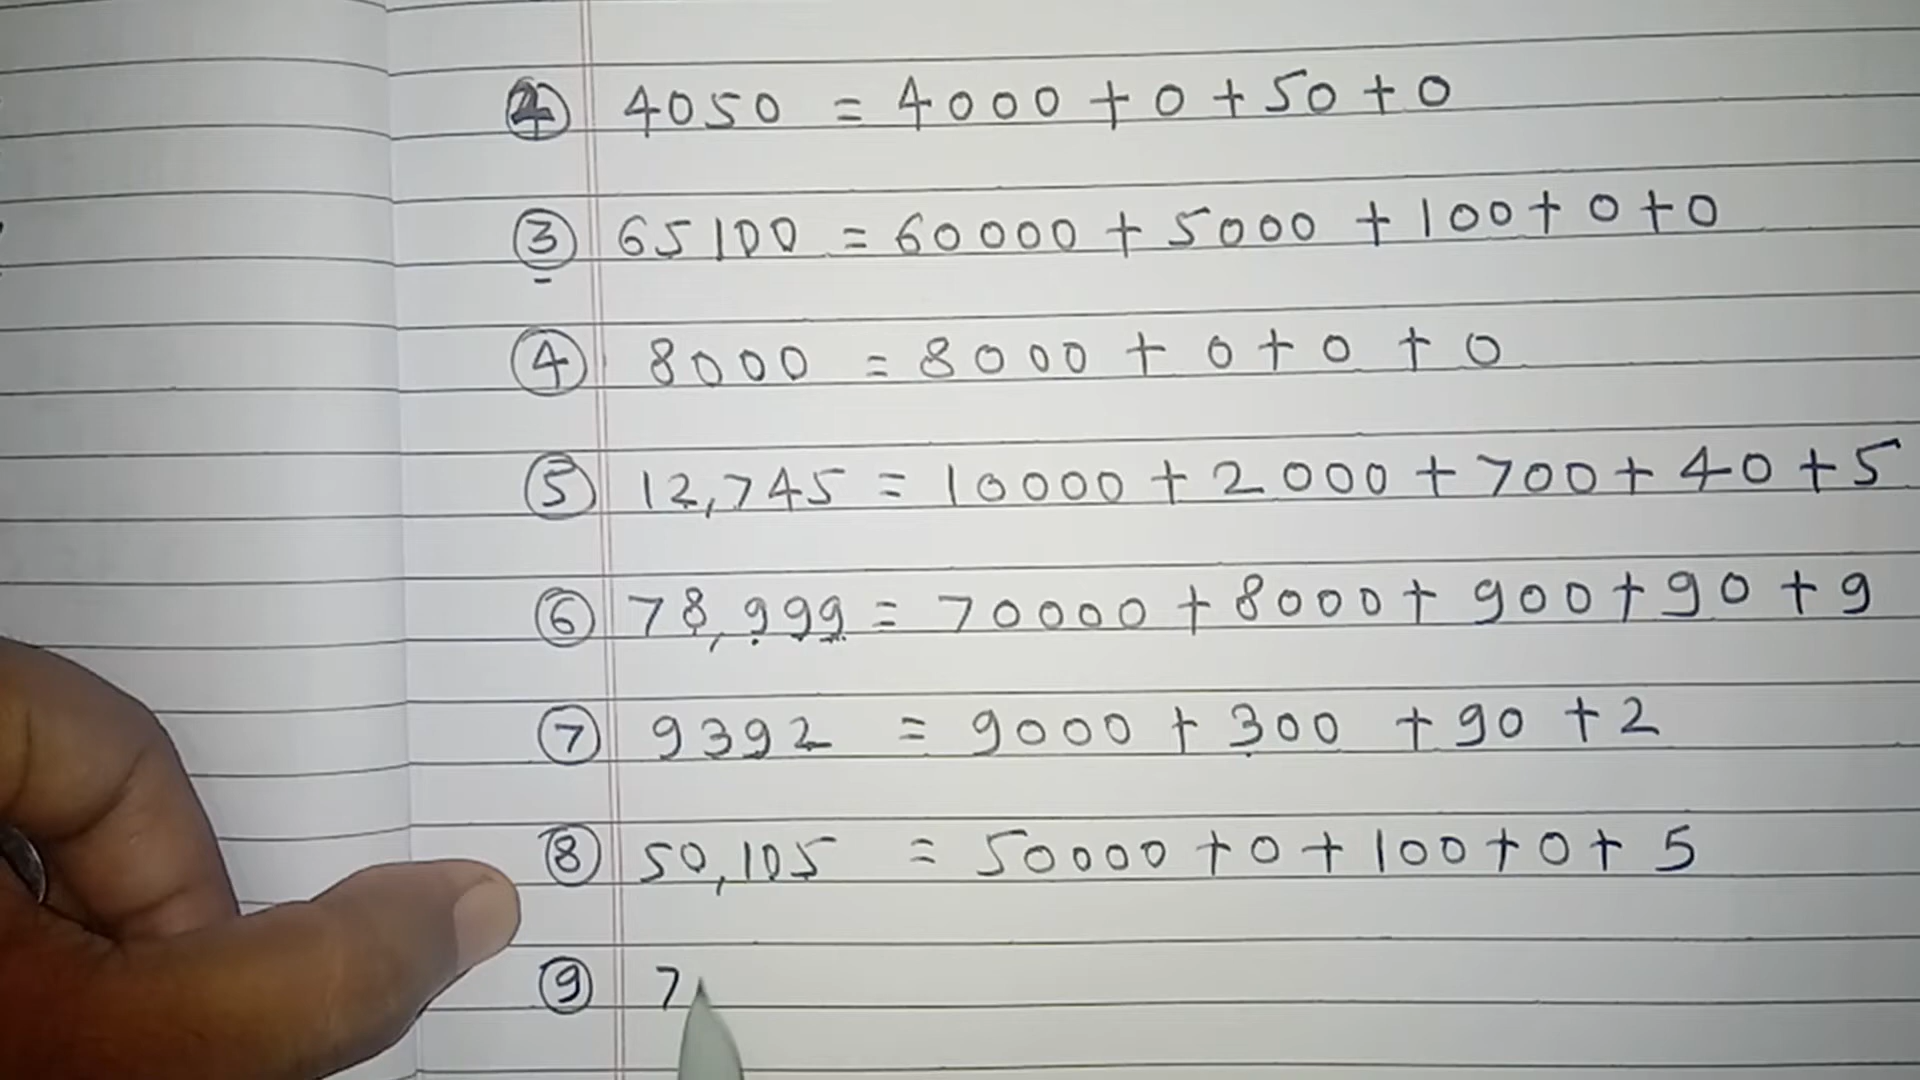 ② 4050 = 4000 + 0 + 50 + 0
③ 65100 = 60000 + 5000 + 100 + 0 + 0
④ 8000 = 8000 + 0 + 0 + 0
⑤ 12,745 = 10000 + 2000 + 700 + 40 + 5
⑥ 78,999 = 70000 + 8000 + 900 + 90 + 9
⑦ 9392 = 9000 + 300 + 90 + 2
⑧ 50,105 = 50000 + 0 + 100 + 0 + 5
⑨ 7